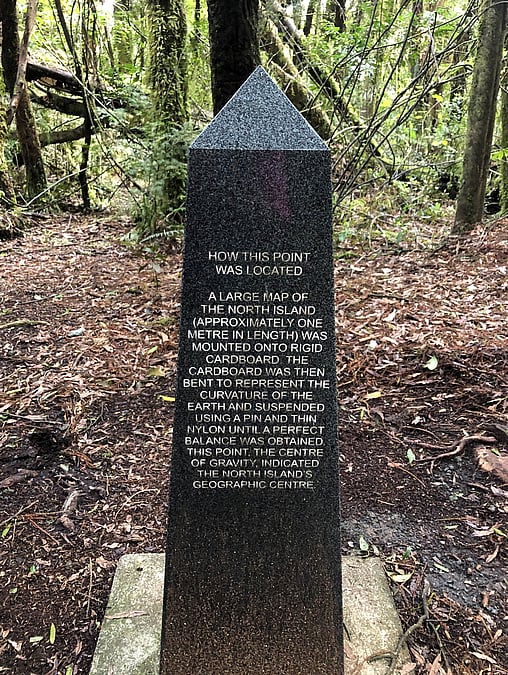 HOW THIS POINT
WAS LOCATED
A LARGE MAP OF
THE NORTH ISLAND
(APPROXIMATELY ONE
METRE IN LENGTH) WAS
MOUNTED ONTO RIGID
CARDBOARD. THE
CARDBOARD WAS THEN
BENT TO REPRESENT THE
CURVATURE OF THE
EARTH AND SUSPENDED
USING A PIN AND THIN
NYLON UNTIL A PERFECT
BALANCE WAS OBTAINED.
THIS POINT, THE CENTRE
OF GRAVITY, INDICATED
THE NORTH ISLAND'S
GEOGRAPHIC CENTRE.